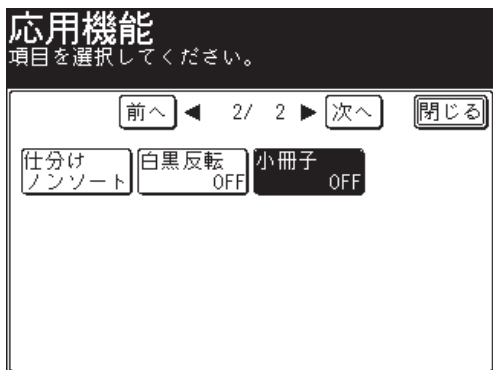 応用機能
項目を選択してください。
前へ ◀ 2/ 2 ▶ 次へ 閉じる
仕分け 白黒反転 小冊子
ノンソート OFF OFF